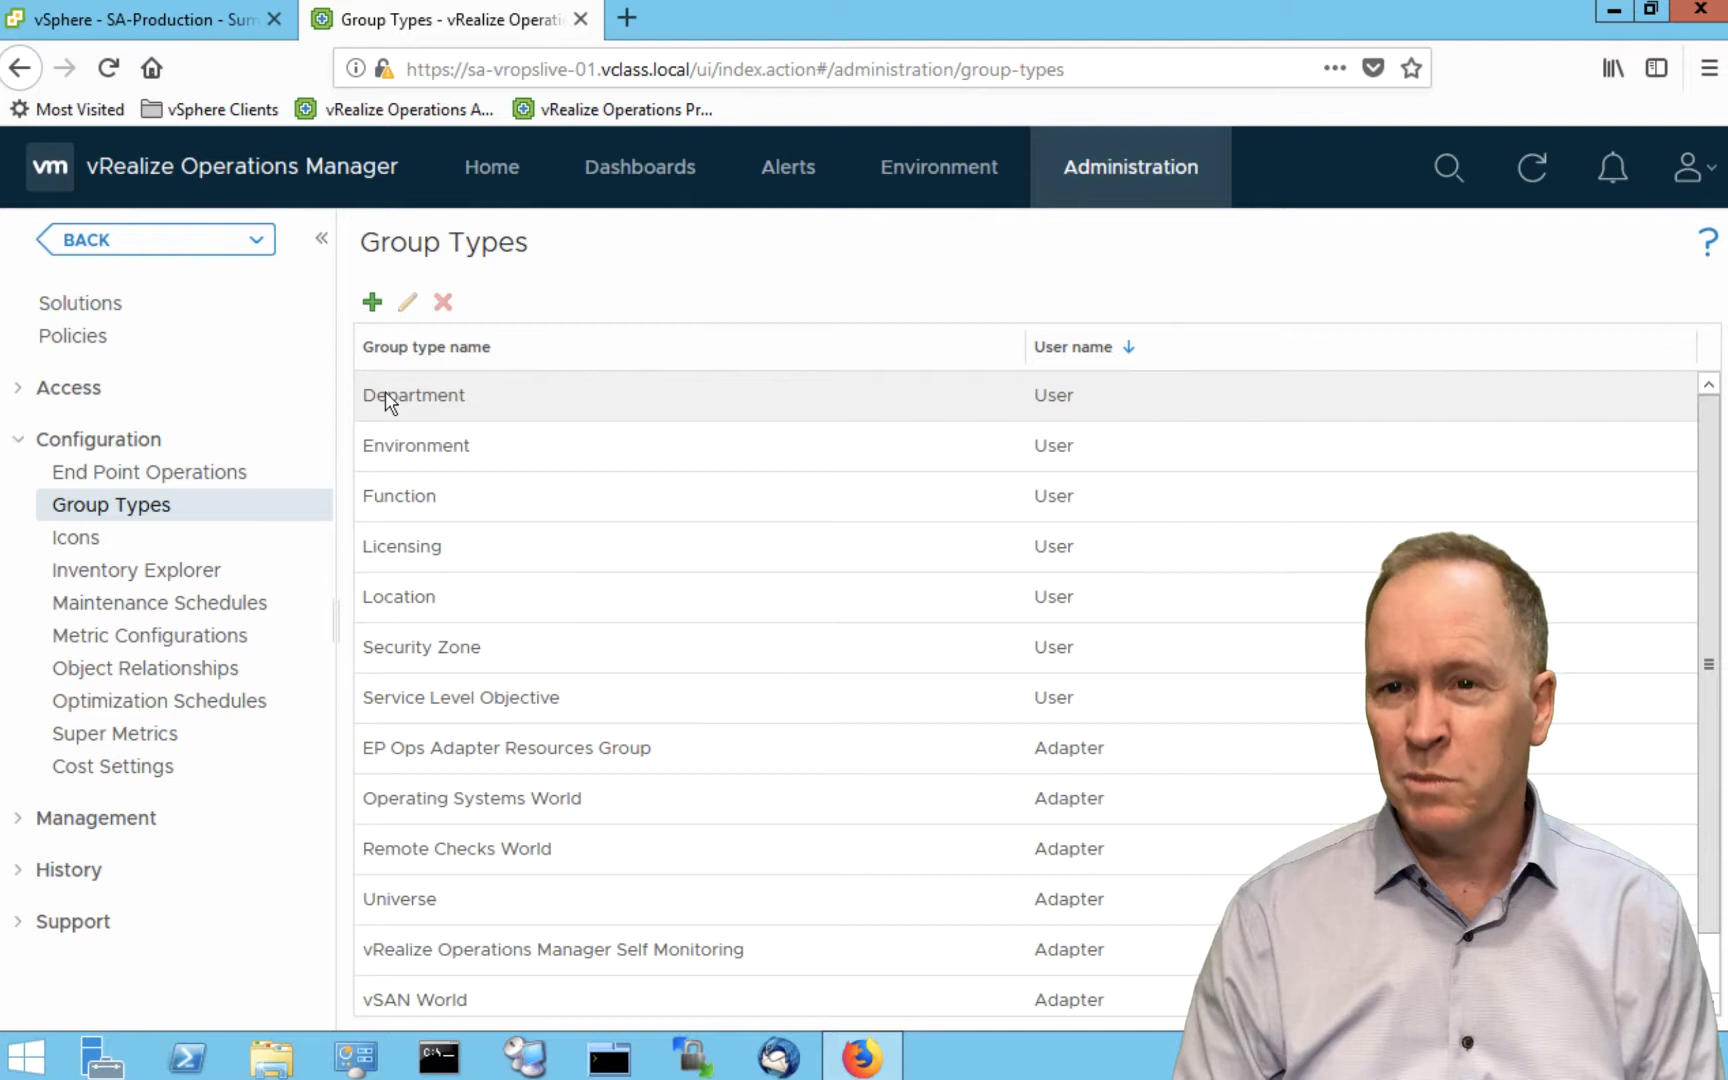 vSphere - SA-Production - Sum
Group Types - vRealize Operati
https://sa-vropslive-01.vclass.local/ui/index.action#/administration/group-types
Most Visited
vSphere Clients
vRealize Operations A...
vRealize Operations Pr...
vm
vRealize Operations Manager
Home
Dashboards
Alerts
Environment
Administration
BACK
Solutions
Policies
Access
Configuration
End Point Operations
Group Types
Icons
Inventory Explorer
Maintenance Schedules
Metric Configurations
Object Relationships
Optimization Schedules
Super Metrics
Cost Settings
Management
History
Support
Group Types
?
Group type name
User name
Department
User
Environment
User
Function
User
Licensing
User
Location
User
Security Zone
User
Service Level Objective
User
EP Ops Adapter Resources Group
Adapter
Operating Systems World
Adapter
Remote Checks World
Adapter
Universe
Adapter
vRealize Operations Manager Self Monitoring
Adapter
vSAN World
Adapter